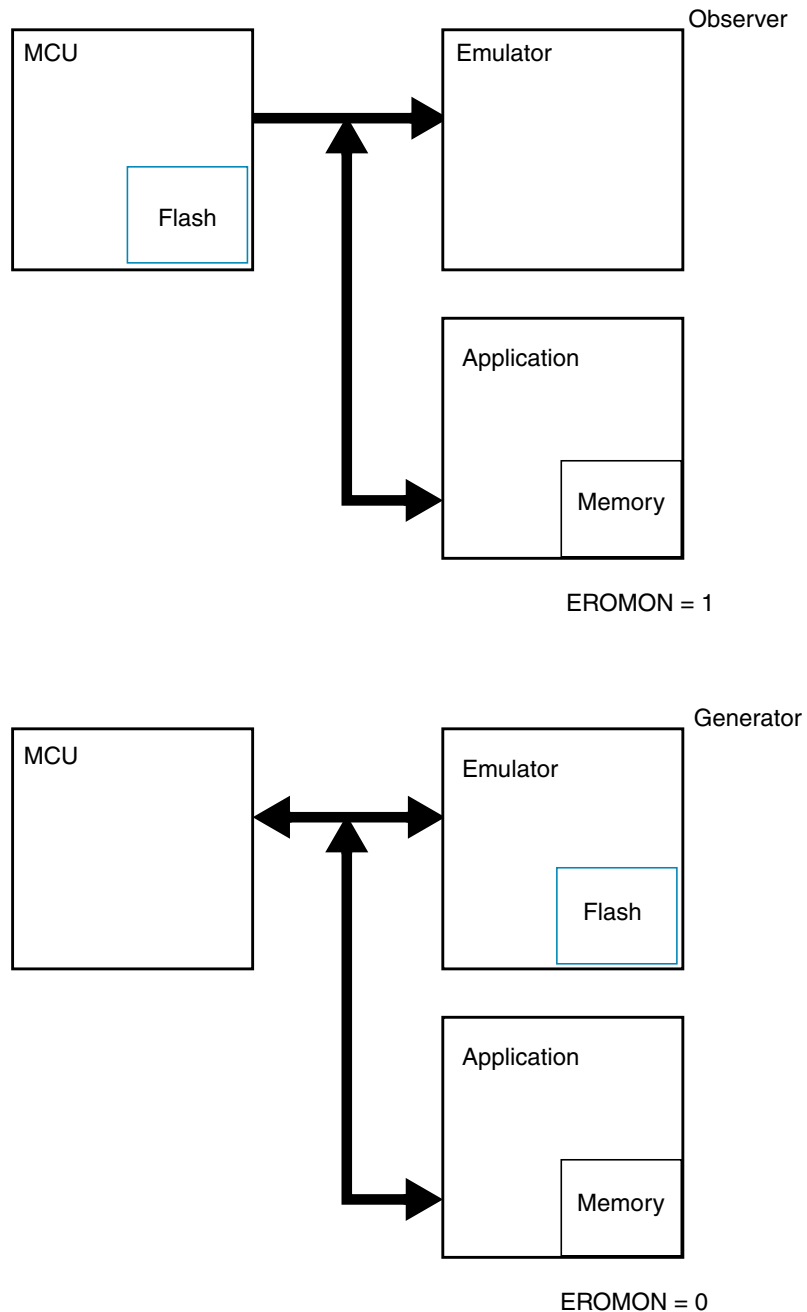 Observer
MCU
Emulator
Flash
Application
Memory
EROMON = 1
Generator
MCU
Emulator
Flash
Application
Memory
EROMON = 0